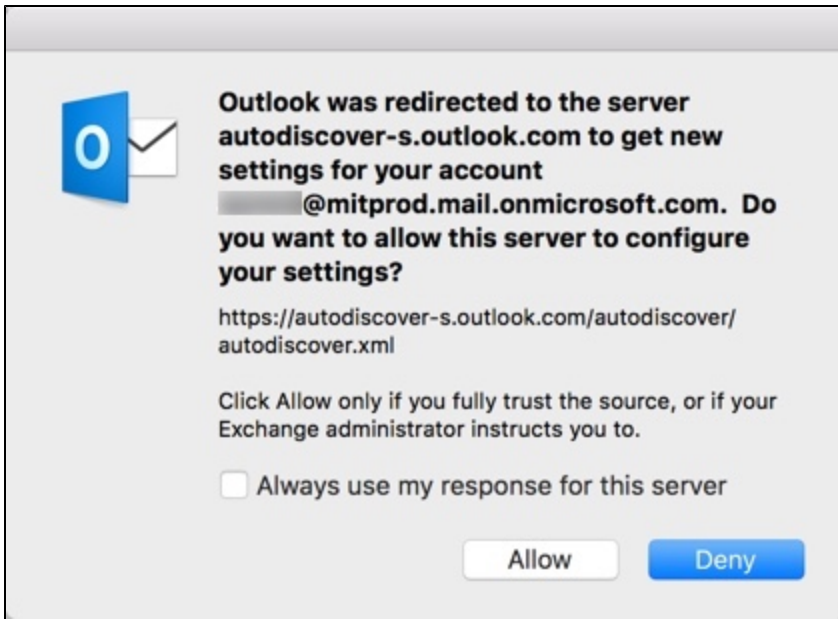 Outlook was redirected to the server
autodiscover-s.outlook.com to get new
settings for your account
@mitprod.mail.onmicrosoft.com. Do
you want to allow this server to configure
your settings?
https://autodiscover-s.outlook.com/autodiscover/
autodiscover.xml
Click Allow only if you fully trust the source, or if your
Exchange administrator instructs you to.
Always use my response for this server
Allow Deny